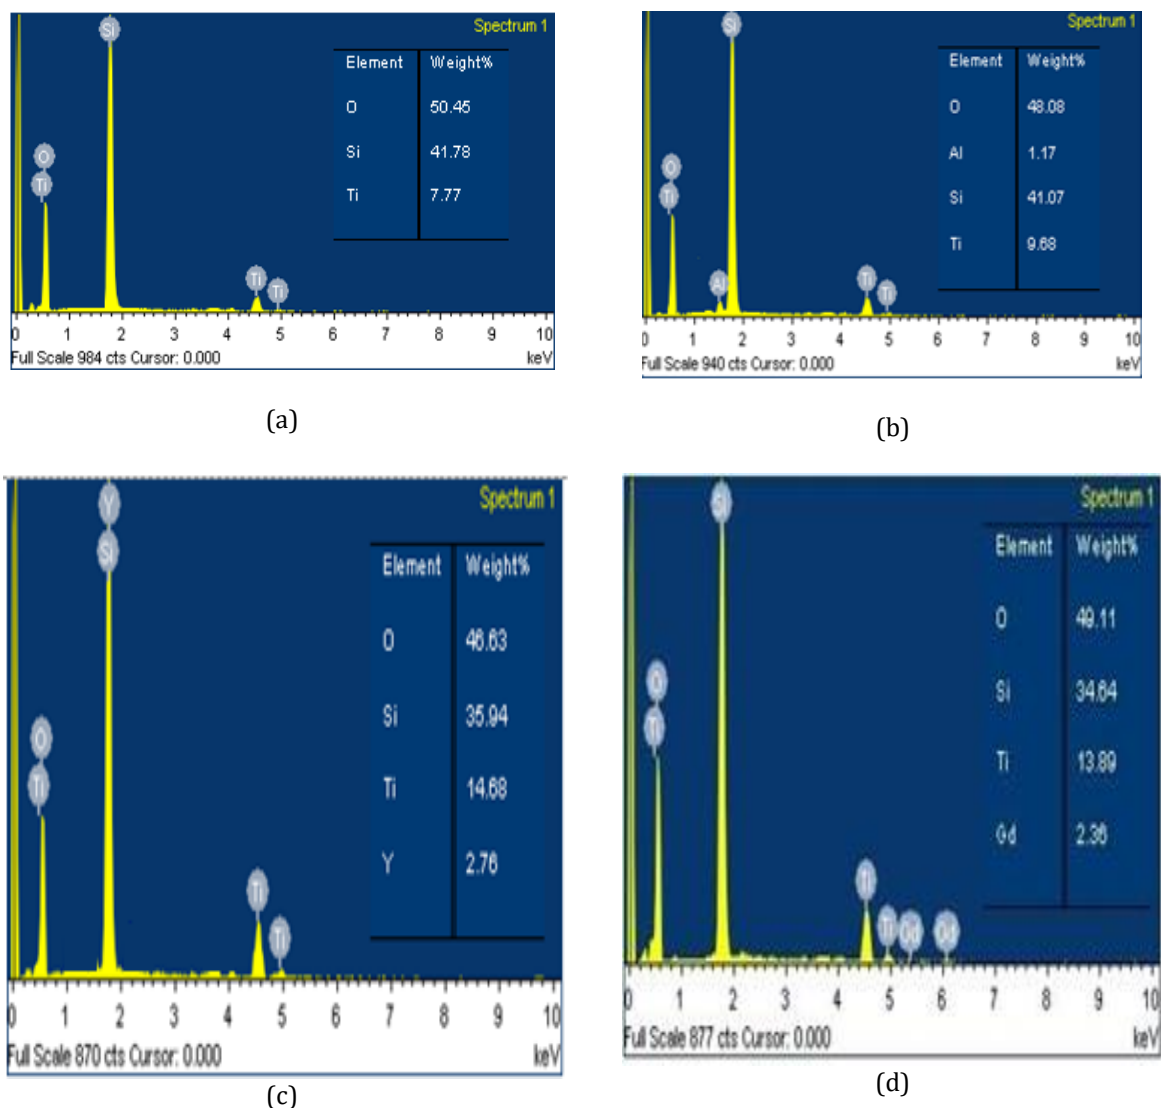 Spectrum 1
Si
Element Weight%
O 50.45
Si 41.78
Ti 7.77
O
Ti
Ti
Ti
0 1 2 3 4 5 6 7 8 9 10
Full Scale 984 cts Cursor: 0.000 keV
(a)
Spectrum 1
Si
Element Weight%
O 48.08
Al 1.17
Si 41.07
Ti 9.68
O
Ti
Al
Ti
Ti
0 1 2 3 4 5 6 7 8 9 10
Full Scale 940 cts Cursor: 0.000 keV
(b)
Spectrum 1
Y
Si
Element Weight%
O 46.63
Si 35.94
Ti 14.68
Y 2.76
O
Ti
Ti
Ti
0 1 2 3 4 5 6 7 8 9 10
Full Scale 870 cts Cursor: 0.000 keV
(c)
Spectrum 1
Si
Element Weight%
O 49.11
Si 34.64
Ti 13.89
Gd 2.36
O
Ti
Ti
Ti
Gd
Gd
0 1 2 3 4 5 6 7 8 9 10
Full Scale 877 cts Cursor: 0.000 keV
(d)